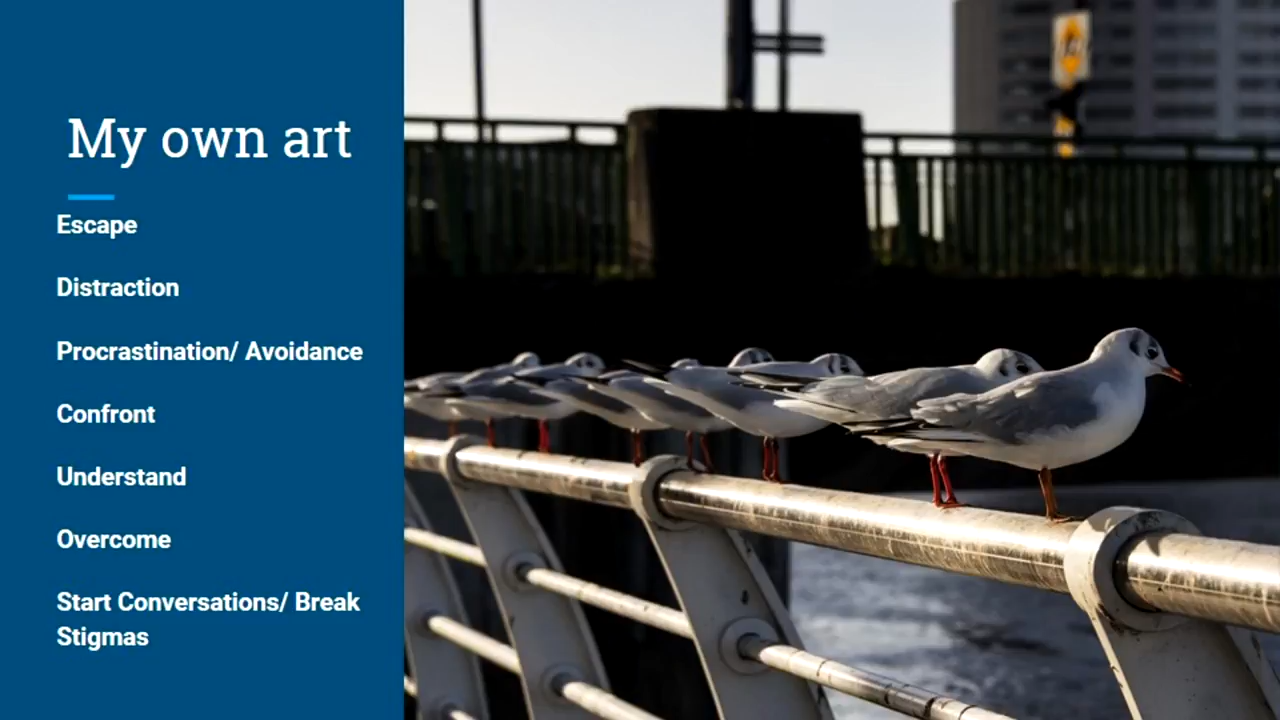 My own art
Escape
Distraction
Procrastination/ Avoidance
Confront
Understand
Overcome
Start Conversations/ Break
Stigmas